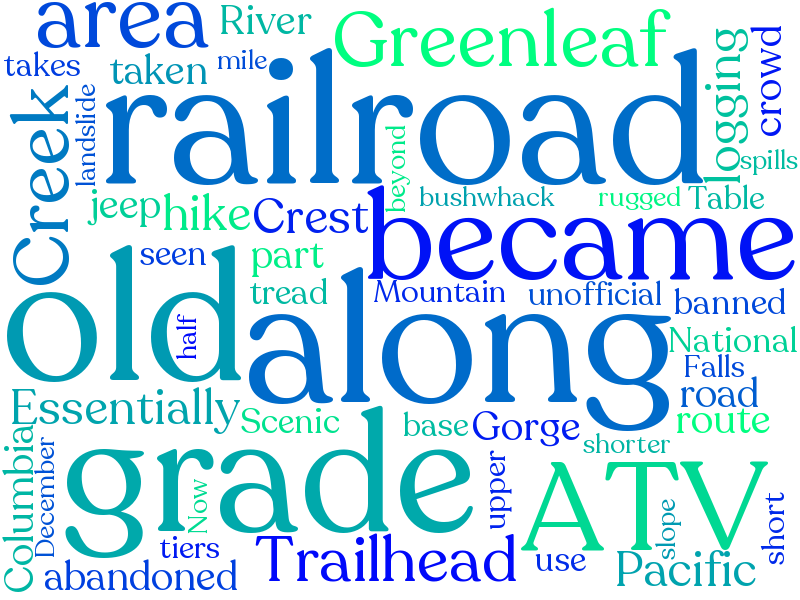 area
River
Greenleaf
takes
taken
mile
railroad
logging
crowd
landslide
Creek
spills
beyond
bushwhack
rugged
Table
jeep
hike
Crest
became
seen
part
tread
Mountain
unofficial
banned
old
half
along
National
Falls
road
Essentially
Scenic
base
Gorge
route
shorter
Columbia
December
grade
Now
upper
ATV
slope
short
tiers
abandoned
Trailhead
use
Pacific